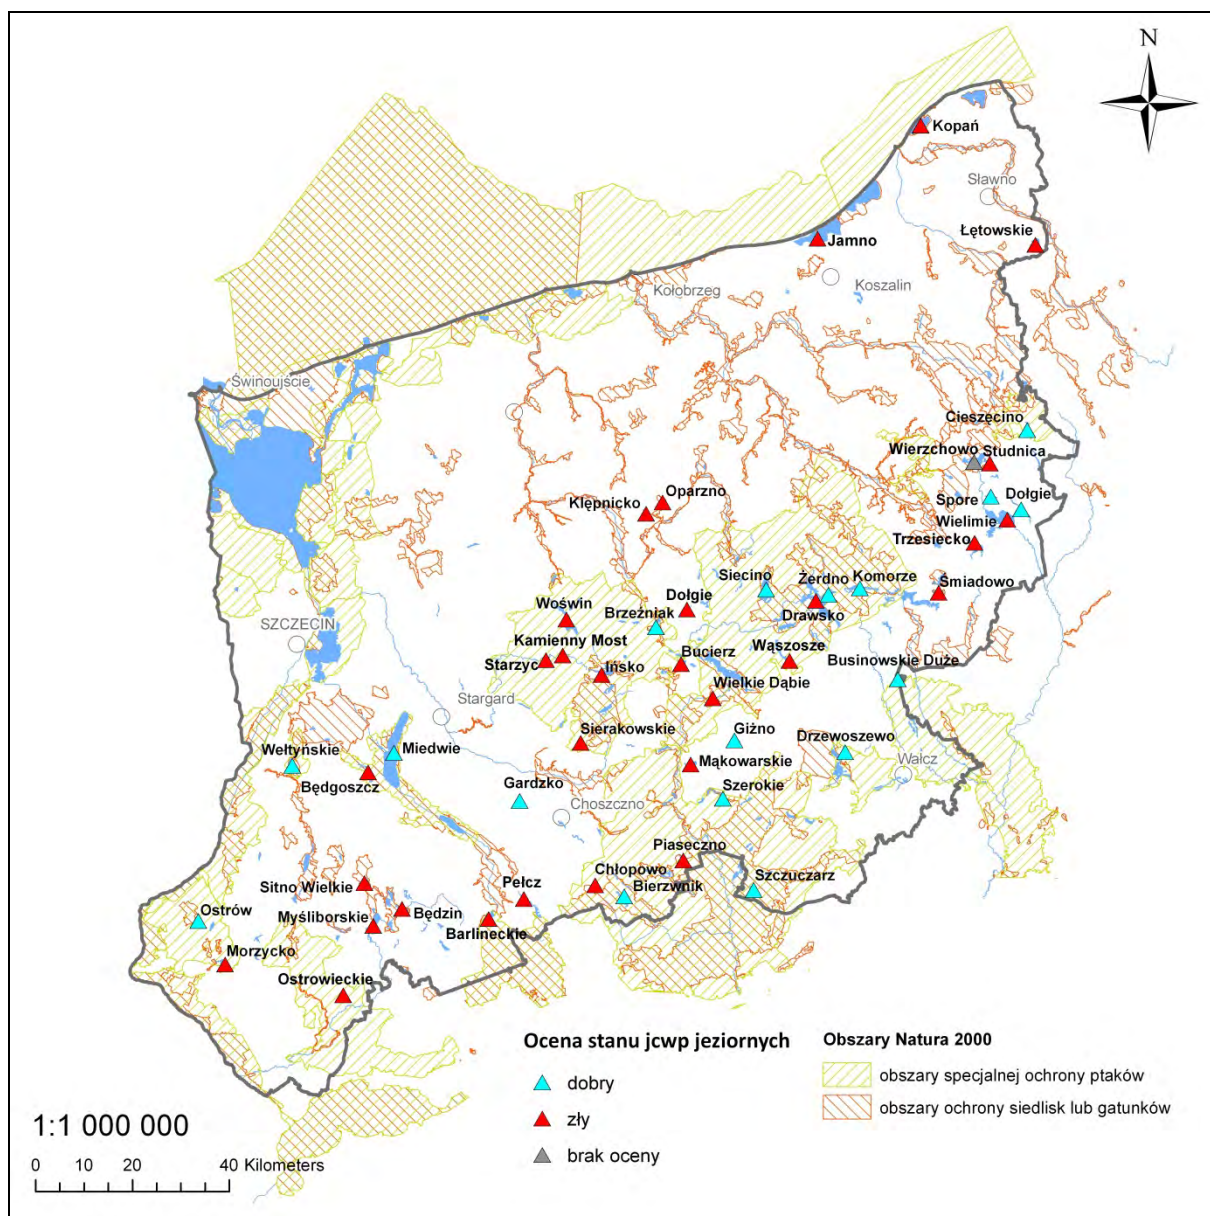 N
Kopań
Sławno
Łętowskie
Jamno
Koszalin
Kołobrzeg
Świnoujście
Cieszęcino
Wierzchowo
Studnica
Spore
Dołgie
Wielimie
Trzesiecko
Oparzno
Klępnicko
Siecino
Żerdno
Komorze
Śmiadowo
Drawsko
Dołgie
Brzeźniak
Woświn
SZCZECIN
Kamienny Most
Starzyc
Bucierz
Wąszosze
Businowskie Duże
Ińsko
Wielkie Dąbie
Stargard
Sierakowskie
Giżno
Drzewoszewo
Wałcz
Wełtyńskie
Miedwie
Będgoszcz
Mąkowarskie
Gardzko
Szerokie
Choszczno
Piaseczno
Chłopowo
Bierzwnik
Szczuczarz
Sitno Wielkie
Pełcz
Ostrów
Myśliborskie
Będzin
Barlineckie
Morzycko
Ostrowieckie
Ocena stanu jcwp jeziornych
dobry
zły
brak oceny
Obszary Natura 2000
obszary specjalnej ochrony ptaków
obszary ochrony siedlisk lub gatunków
1:1 000 000
0 10 20 40 Kilometers